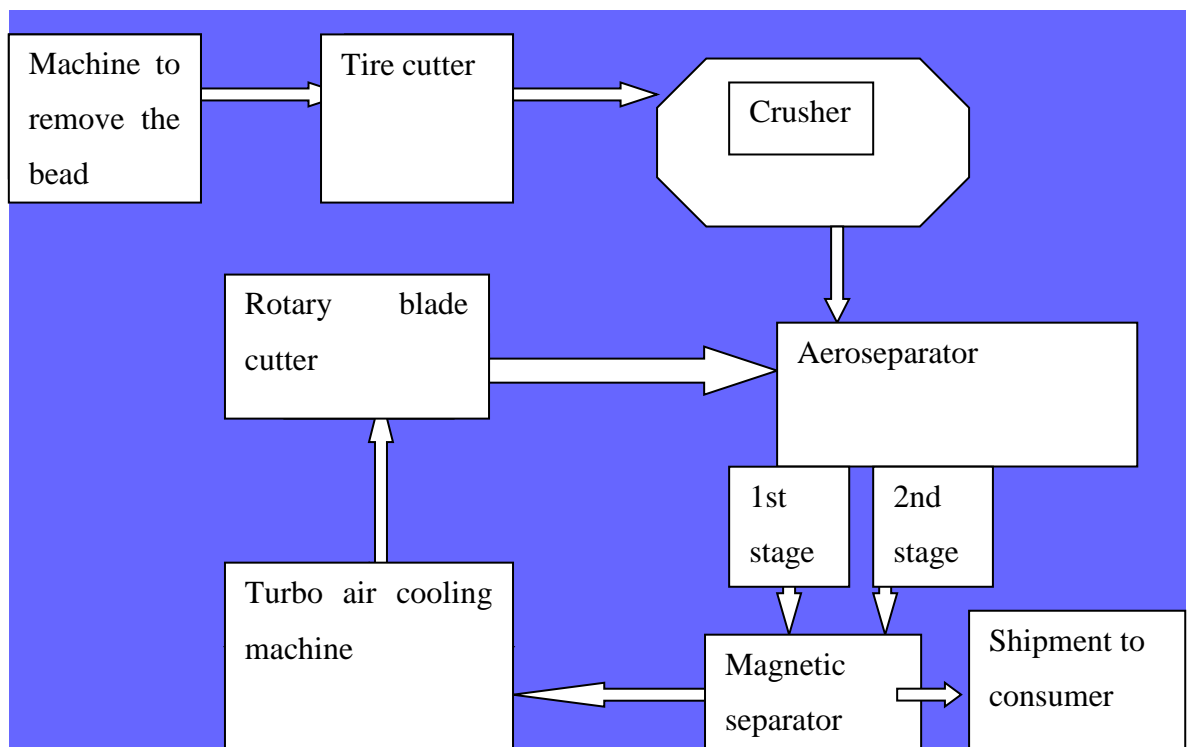 Machine to
remove the
bead
Tire cutter
Crusher
Rotary blade
cutter
Aeroseparator
1st
stage
2nd
stage
Turbo air cooling
machine
Magnetic
separator
Shipment to
consumer